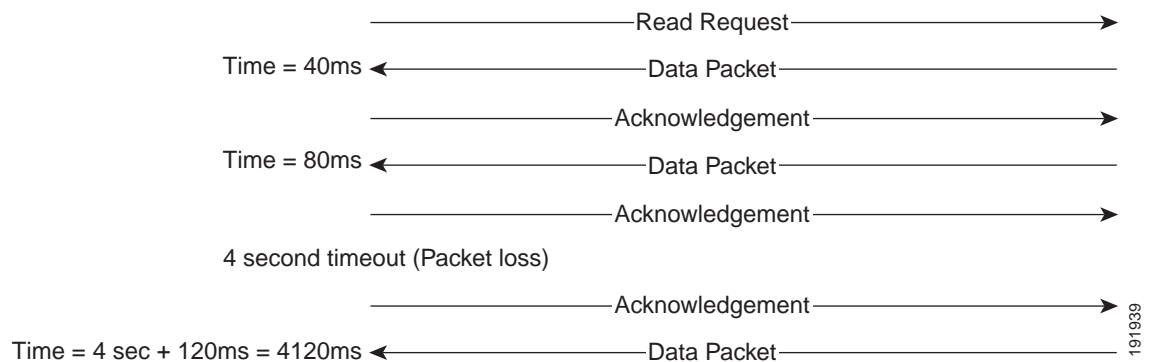 Read Request
Time = 40ms
Data Packet
Acknowledgement
Time = 80ms
Data Packet
Acknowledgement
4 second timeout (Packet loss)
Acknowledgement
Time = 4 sec + 120ms = 4120ms
Data Packet
191939